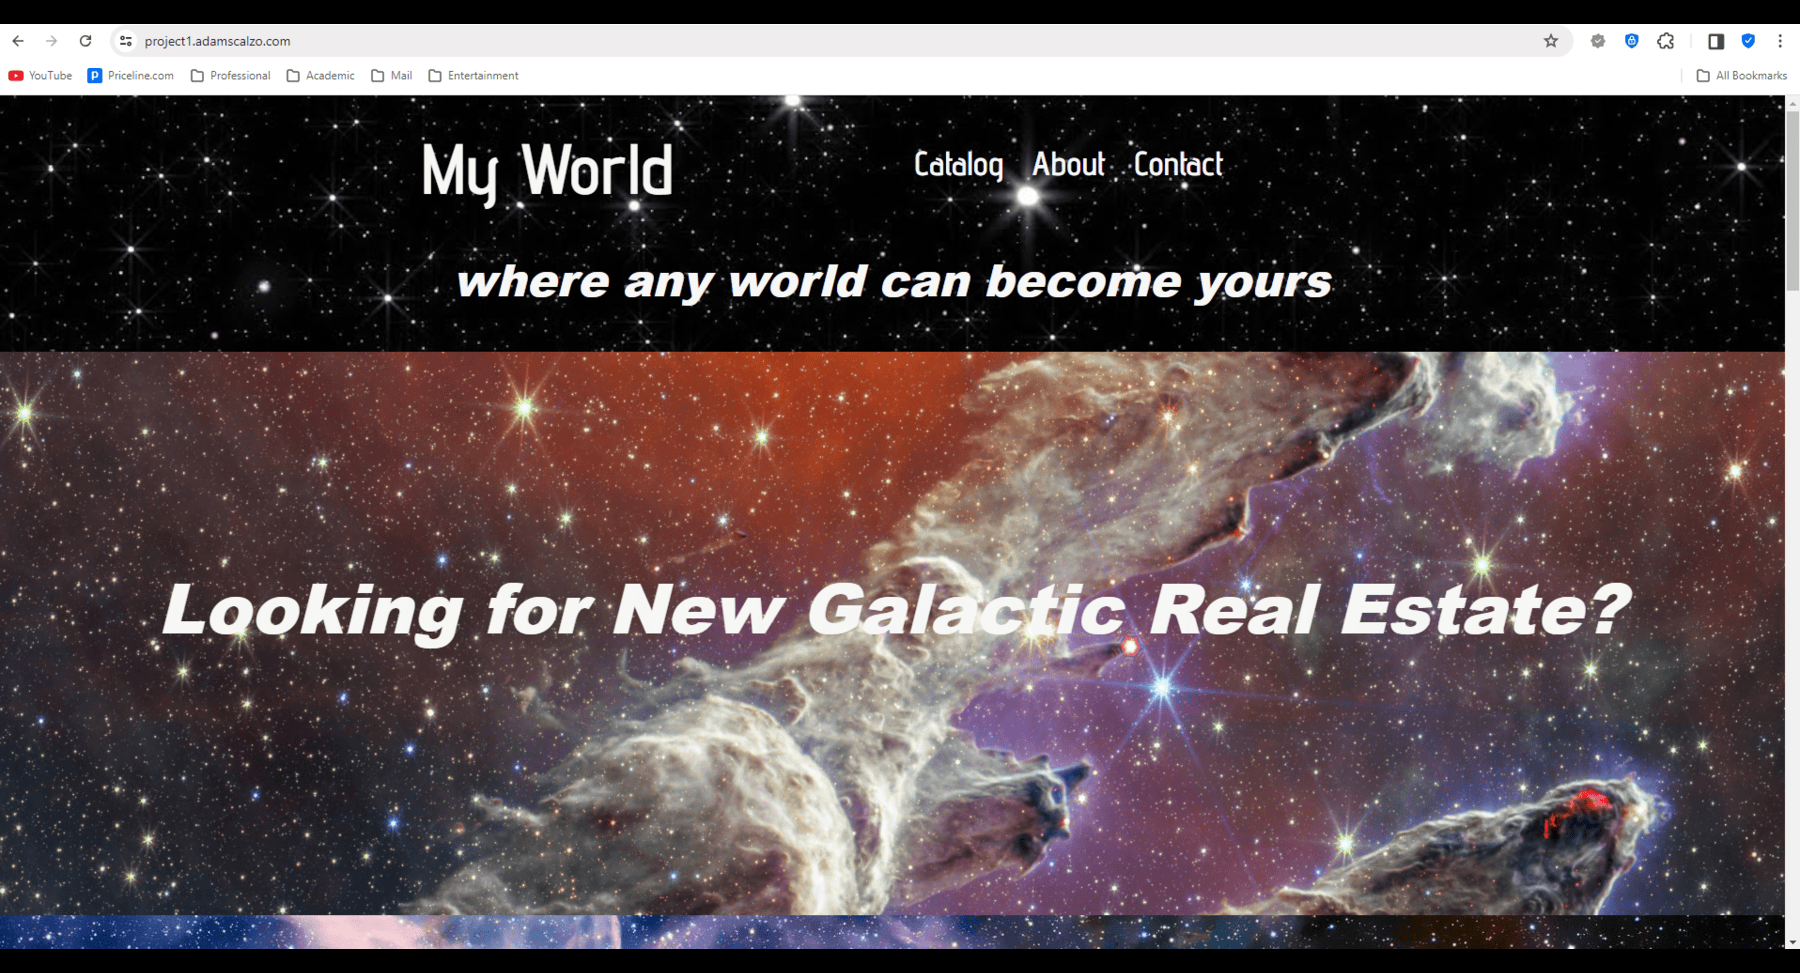 project1.adamscalzo.com
YouTube Priceline.com Professional Academic Mail Entertainment All Bookmarks
My World Catalog About Contact
where any world can become yours
Looking for New Galactic Real Estate?